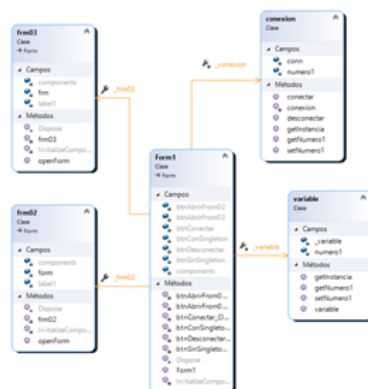 frm03
Clase
→ Form
Campos
components
frm
label1
Métodos
Dispose
frm03
InitializeCompo...
openForm
_frm03
conexion
Clase
Campos
conn
numero1
Métodos
conectar
conexion
desconectar
getInstancia
getNumero1
setNumero1
_conexion
Form1
Clase
→ Form
Campos
btnAbrirFrom02
btnAbrirFrom03
btnConectar
btnConSingleton
btnDesconectar
btnSinSingleton
components
Métodos
btnAbrirFrom0...
btnAbrirFrom0...
btnConectar_Cl...
btnConSingleto...
btnDesconectar...
btnSinSingleto...
Dispose
Form1
InitializeCompo...
frm02
Clase
→ Form
Campos
components
form
label1
Métodos
Dispose
frm02
InitializeCompo...
openForm
_frm02
variable
Clase
Campos
_variable
numero1
Métodos
getInstancia
getNumero1
setNumero1
variable
_variable